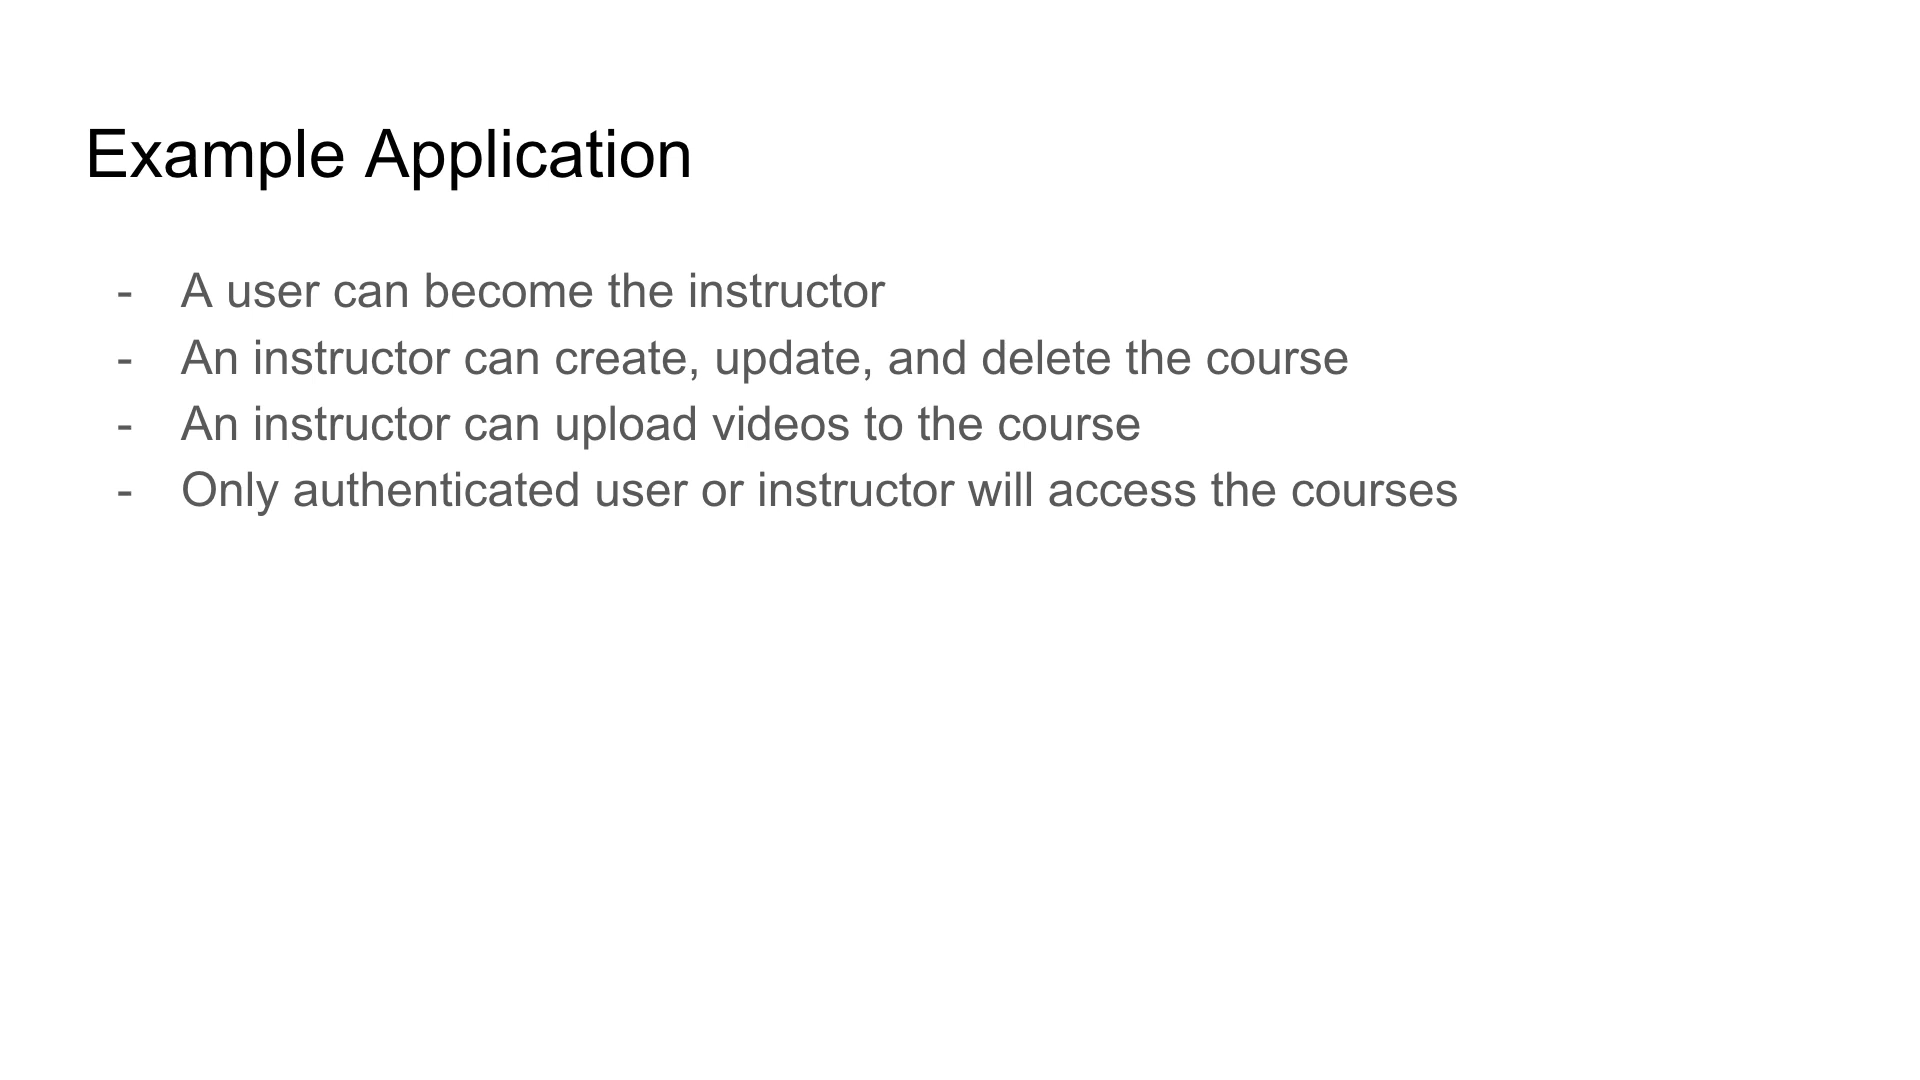 Example Application
- A user can become the instructor
- An instructor can create, update, and delete the course
- An instructor can upload videos to the course
- Only authenticated user or instructor will access the courses